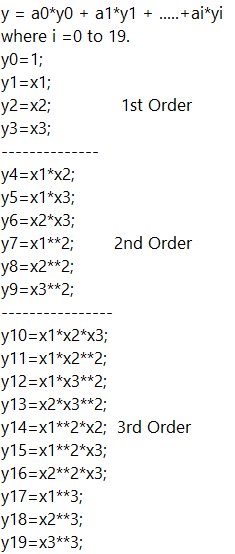 y = a0*y0 + a1*y1 + .....+ai*yi
where i =0 to 19.
y0=1;
y1=x1;
y2=x2; 1st Order
y3=x3;
--------------
y4=x1*x2;
y5=x1*x3;
y6=x2*x3;
y7=x1**2; 2nd Order
y8=x2**2;
y9=x3**2;
----------------
y10=x1*x2*x3;
y11=x1*x2**2;
y12=x1*x3**2;
y13=x2*x3**2;
y14=x1**2*x2; 3rd Order
y15=x1**2*x3;
y16=x2**2*x3;
y17=x1**3;
y18=x2**3;
y19=x3**3;